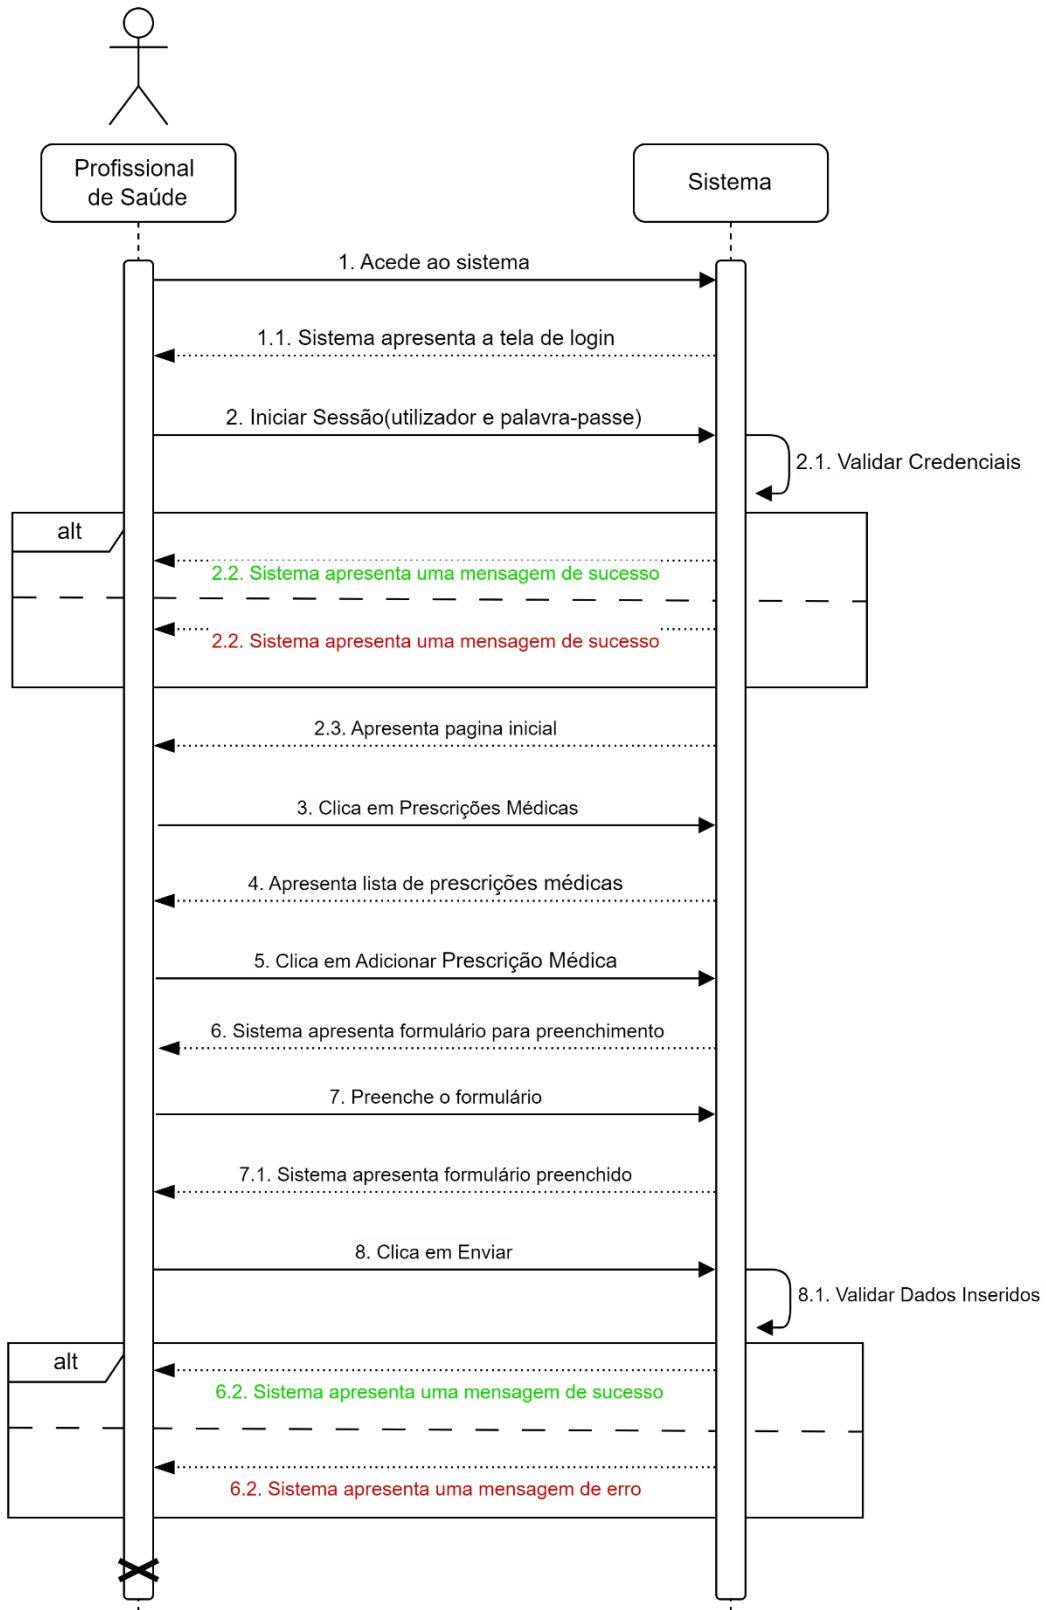 Profissional
de Saúde
Sistema
1. Acede ao sistema
1.1. Sistema apresenta a tela de login
2. Iniciar Sessão(utilizador e palavra-passe)
2.1. Validar Credenciais
alt
2.2. Sistema apresenta uma mensagem de sucesso
2.2. Sistema apresenta uma mensagem de sucesso
2.3. Apresenta pagina inicial
3. Clica em Prescrições Médicas
4. Apresenta lista de prescrições médicas
5. Clica em Adicionar Prescrição Médica
6. Sistema apresenta formulário para preenchimento
7. Preenche o formulário
7.1. Sistema apresenta formulário preenchido
8. Clica em Enviar
8.1. Validar Dados Inseridos
alt
6.2. Sistema apresenta uma mensagem de sucesso
6.2. Sistema apresenta uma mensagem de erro